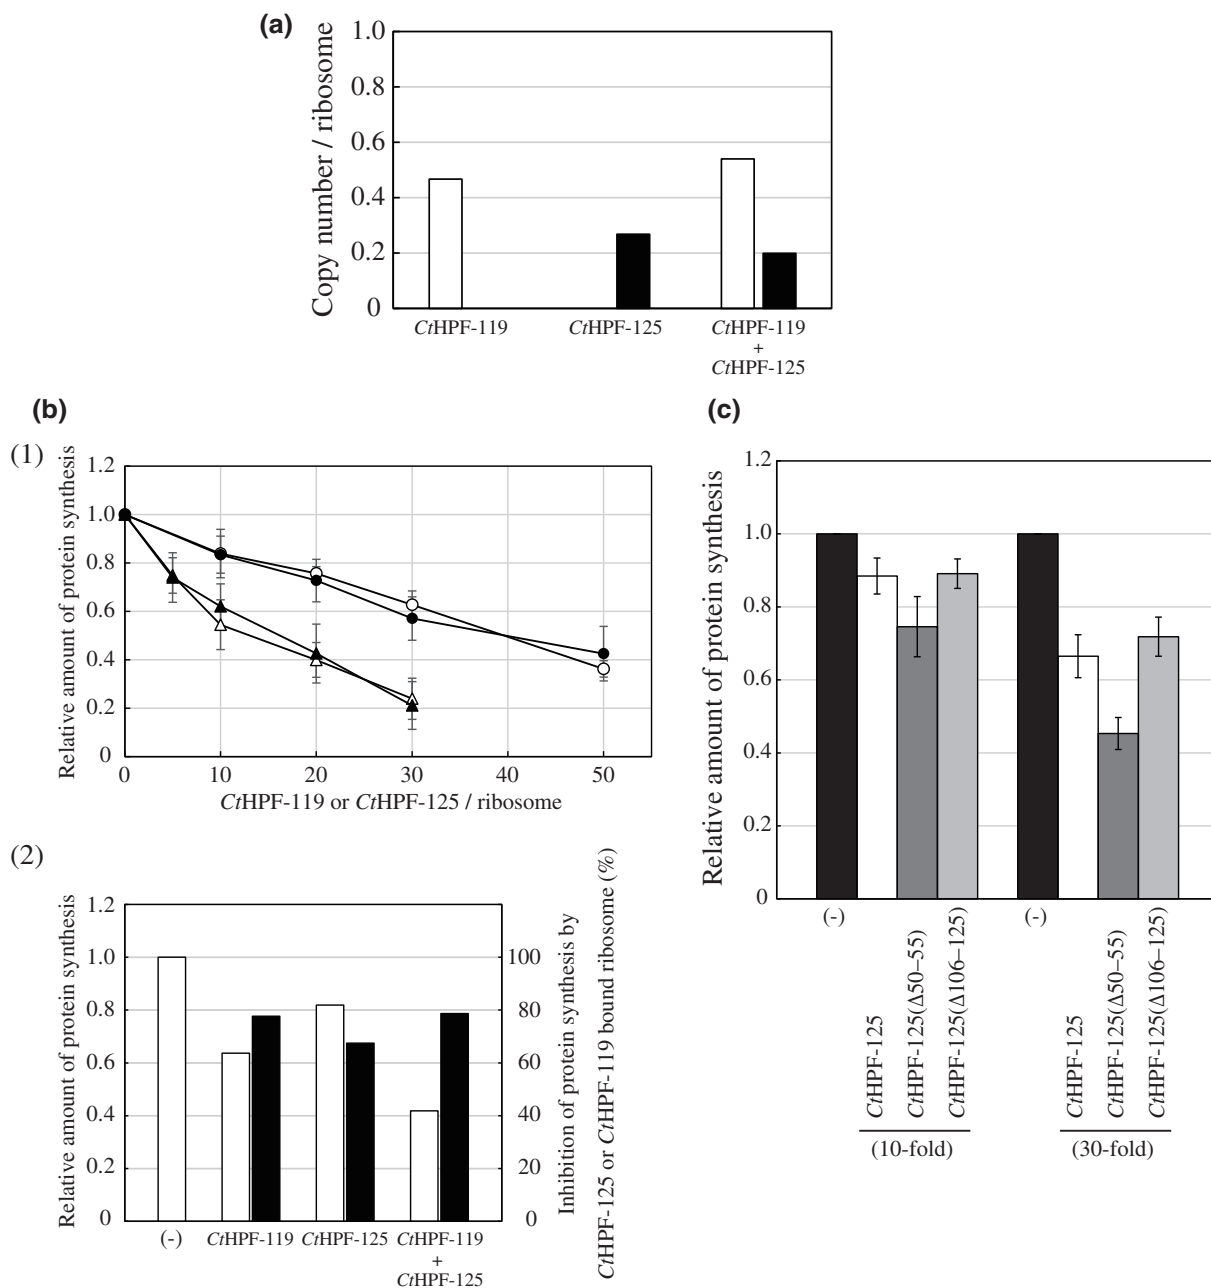 (a)
Copy number / ribosome
1.0
0.8
0.6
0.4
0.2
0
CtHPF-119
CtHPF-125
CtHPF-119
+
CtHPF-125
(b)
(1)
Relative amount of protein synthesis
1.2
1.0
0.8
0.6
0.4
0.2
0
0 10 20 30 40 50
CtHPF-119 or CtHPF-125 / ribosome
(2)
Relative amount of protein synthesis
1.2
1.0
0.8
0.6
0.4
0.2
0
100
80
60
40
20
0
Inhibition of protein synthesis by
CtHPF-125 or CtHPF-119 bound ribosome (%)
(-)
CtHPF-119
CtHPF-125
CtHPF-119
+
CtHPF-125
(c)
Relative amount of protein synthesis
1.2
1.0
0.8
0.6
0.4
0.2
0
(-)
CtHPF-125
CtHPF-125(Δ50–55)
CtHPF-125(Δ106–125)
(10-fold)
(-)
CtHPF-125
CtHPF-125(Δ50–55)
CtHPF-125(Δ106–125)
(30-fold)